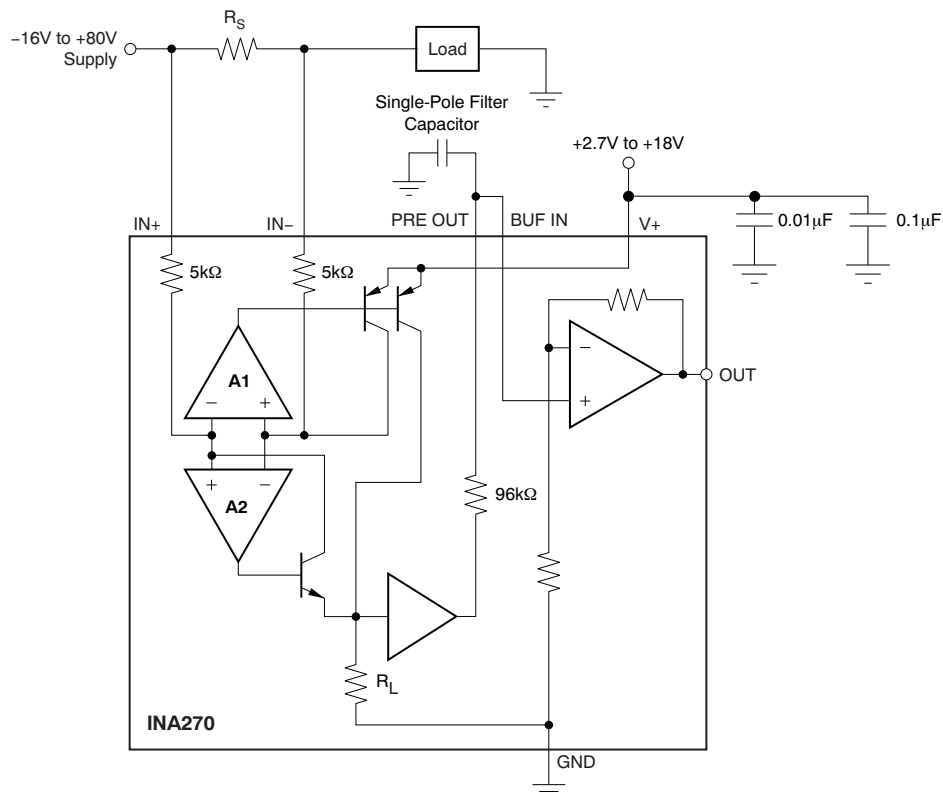 R_S
−16V to +80V
Supply
Load
Single-Pole Filter
Capacitor
+2.7V to +18V
IN+
IN−
PRE OUT
BUF IN
V+
0.01μF
0.1μF
5kΩ
5kΩ
A1
−
+
−
+
OUT
+
−
A2
96kΩ
R_L
INA270
GND